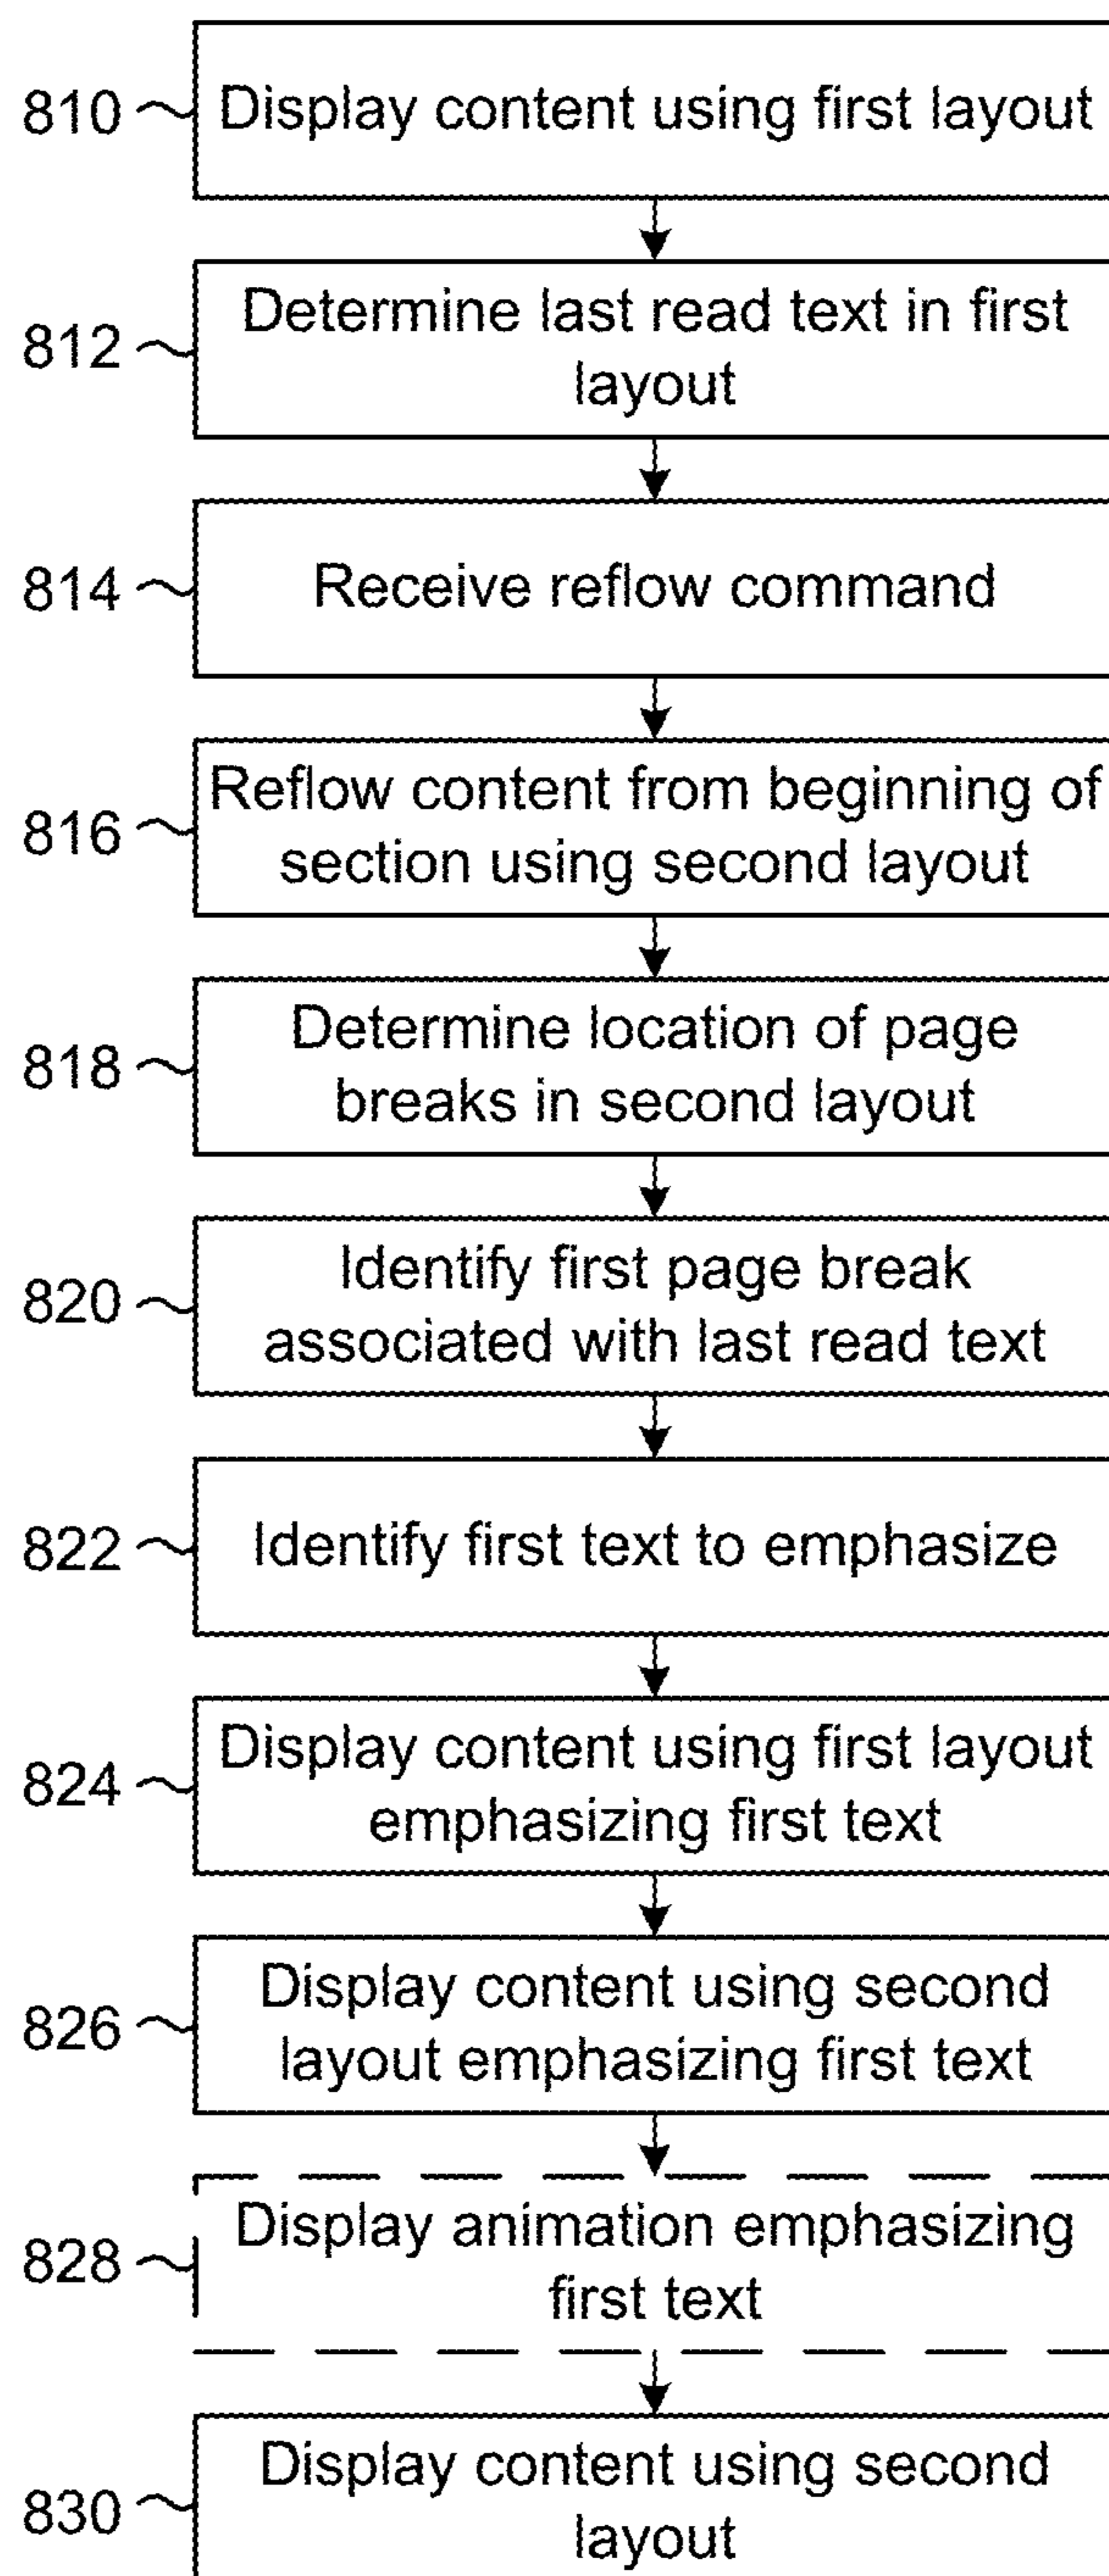 810 Display content using first layout
812 Determine last read text in first
layout
814 Receive reflow command
816 Reflow content from beginning of
section using second layout
818 Determine location of page
breaks in second layout
820 Identify first page break
associated with last read text
822 Identify first text to emphasize
824 Display content using first layout
emphasizing first text
826 Display content using second
layout emphasizing first text
828 Display animation emphasizing
first text
830 Display content using second
layout